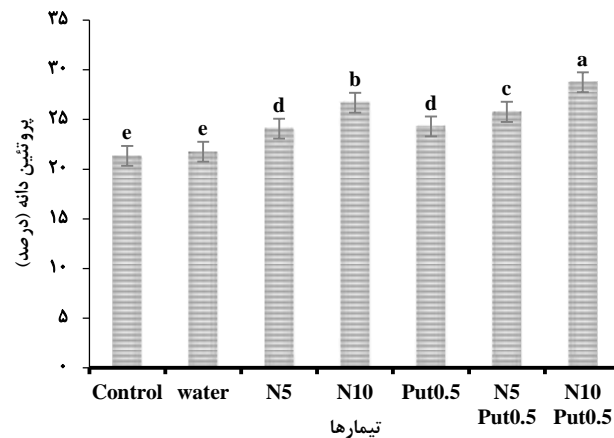 پروتئین دانه (درصد)
۳۵
۳۰
۲۵
۲۰
۱۵
۱۰
۵
۰
e
e
d
b
d
c
a
Control
water
N5
N10
Put0.5
N5
Put0.5
N10
Put0.5
تیمارها